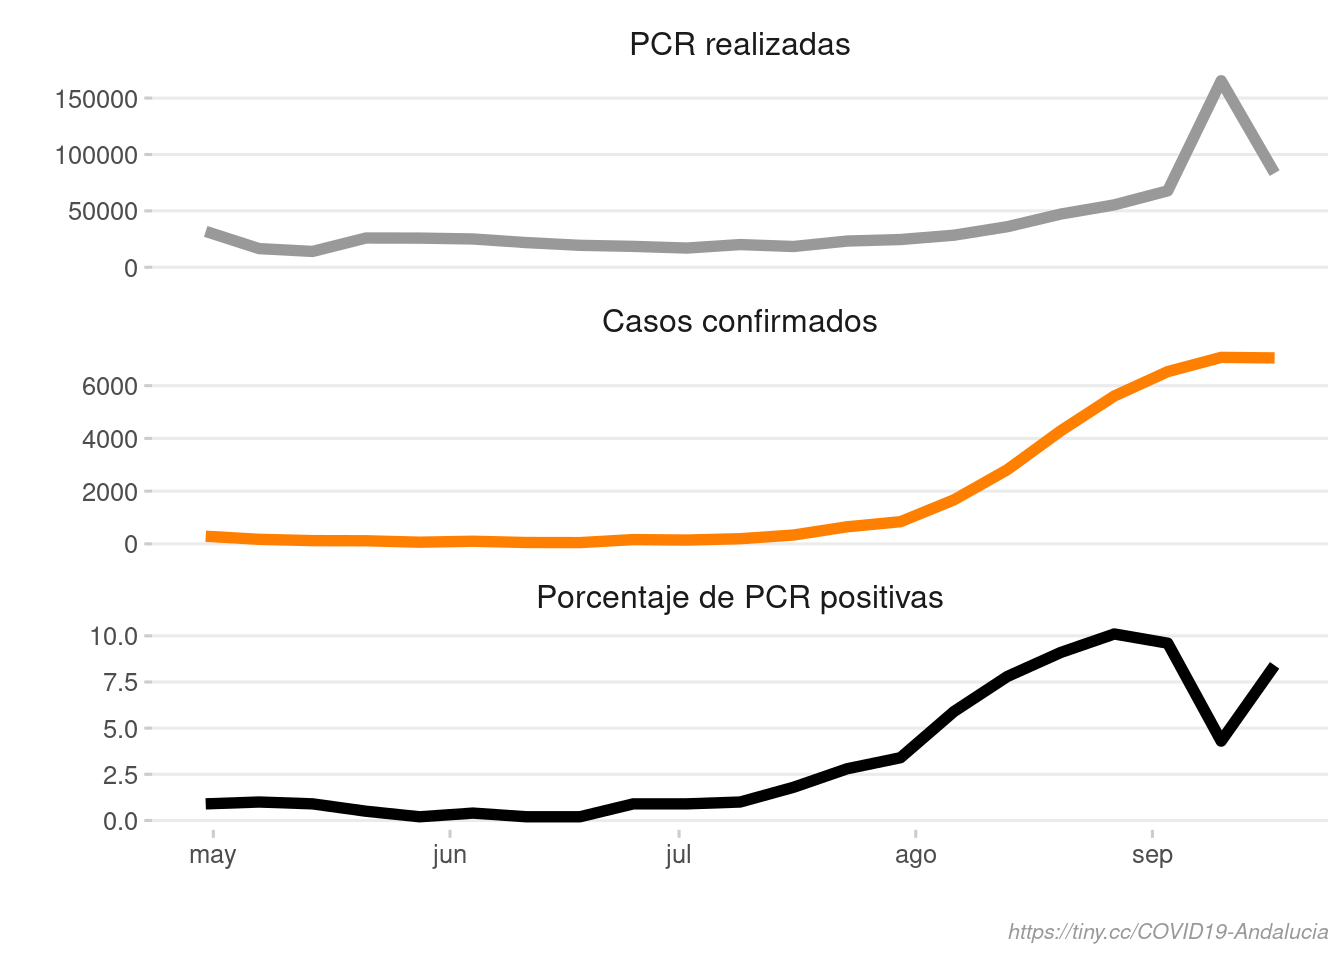 PCR realizadas
150000
100000
50000
0
Casos confirmados
6000
4000
2000
0
Porcentaje de PCR positivas
10.0
7.5
5.0
2.5
0.0
may jun jul ago sep
https://tiny.cc/COVID19-Andalucia